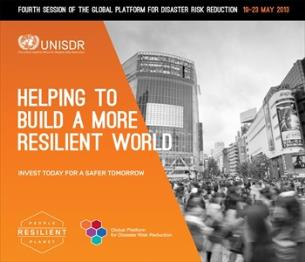 FOURTH SESSION OF THE GLOBAL PLATFORM FOR DISASTER RISK REDUCTION 19-23 MAY 2013
UNISDR
HELPING TO
BUILD A MORE
RESILIENT WORLD
INVEST TODAY FOR A SAFER TOMORROW
PEOPLE
RESILIENT
PLANET
Global Platform
for Disaster Risk Reduction